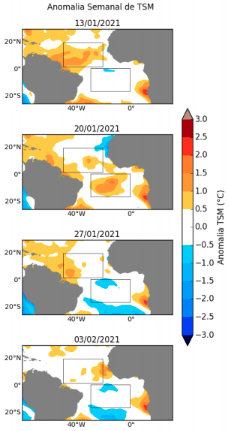 Anomalia Semanal de TSM
13/01/2021
20°N
0°
20°S
20/01/2021
20°N
0°
20°S
40°W
0°
27/01/2021
20°N
0°
20°S
40°W
0°
03/02/2021
20°N
0°
20°S
40°W
0°
3.0
2.5
2.0
1.5
1.0
0.5
0.0
−0.5
−1.0
−1.5
−2.0
−2.5
−3.0
Anomalia TSM (°C)
40°W
0°